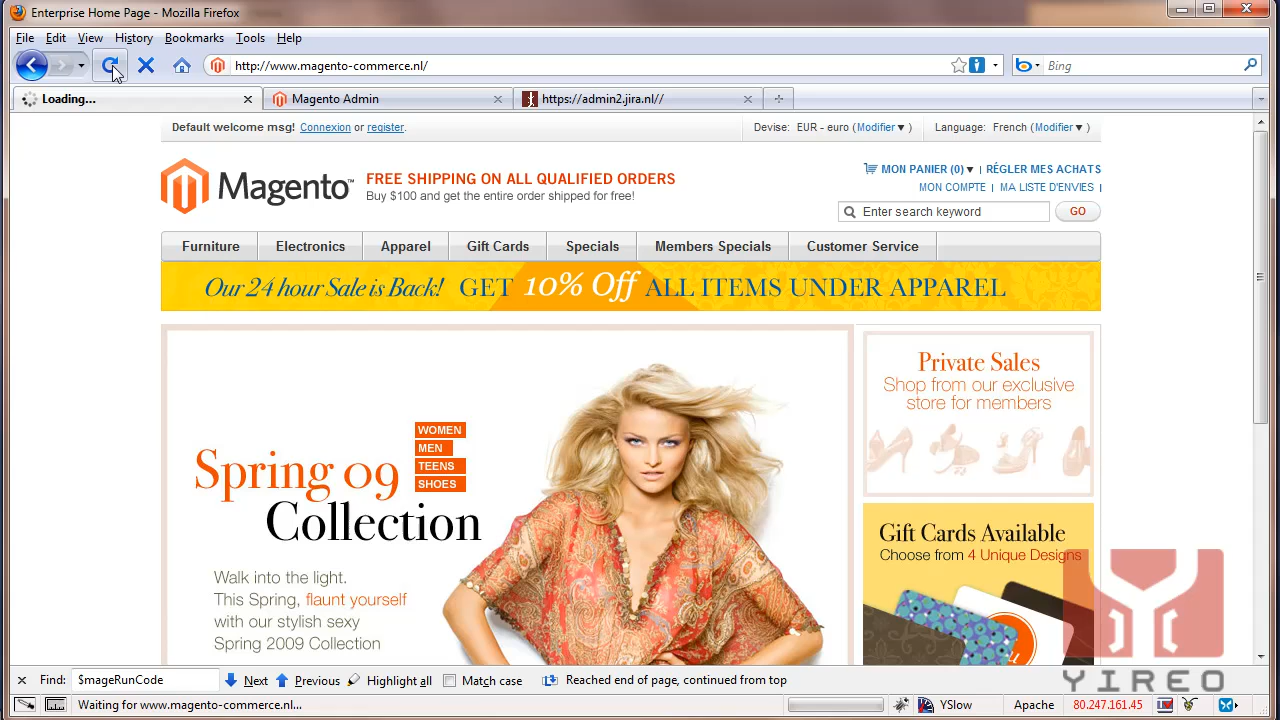 Enterprise Home Page - Mozilla Firefox
File Edit View History Bookmarks Tools Help
http://www.magento-commerce.nl/
Bing
Loading...
Magento Admin
https://admin2.jira.nl//
Default welcome msg! Connexion or register.
Devise: EUR - euro (Modifier ▼)
Language: French (Modifier ▼)
Magento™
FREE SHIPPING ON ALL QUALIFIED ORDERS
Buy $100 and get the entire order shipped for free!
MON PANIER (0) ▼ | RÉGLER MES ACHATS
MON COMPTE | MA LISTE D'ENVIES |
Enter search keyword
GO
Furniture Electronics Apparel Gift Cards Specials Members Specials Customer Service
Our 24 hour Sale is Back! GET 10% Off ALL ITEMS UNDER APPAREL
WOMEN
MEN
TEENS
SHOES
Spring 09
Collection
Walk into the light.
This Spring, flaunt yourself
with our stylish sexy
Spring 2009 Collection
Private Sales
Shop from our exclusive
store for members
Gift Cards Available
Choose from 4 Unique Designs
YIREO
Find: $mageRunCode Next Previous Highlight all Match case Reached end of page, continued from top
Waiting for www.magento-commerce.nl...
YSlow
Apache
80.247.161.45